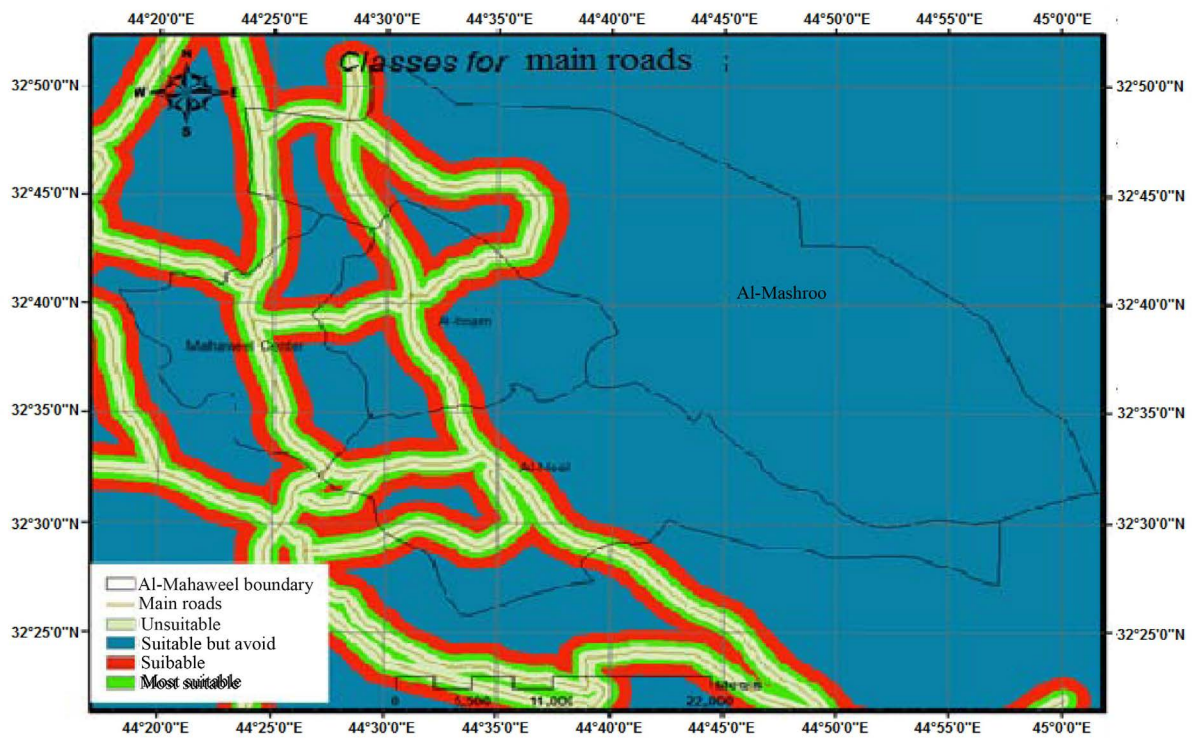 44°20'0"E 44°25'0"E 44°30'0"E 44°35'0"E 44°40'0"E 44°45'0"E 44°50'0"E 44°55'0"E 45°0'0"E
Classes for main roads
N
W E
S
32°50'0"N 32°50'0"N
32°45'0"N 32°45'0"N
32°40'0"N 32°40'0"N
Al-Mashroo
Mahaweel Center
32°35'0"N 32°35'0"N
32°30'0"N 32°30'0"N
32°25'0"N 32°25'0"N
Al-Mahaweel boundary
Main roads
Unsuitable
Suitable but avoid
Suibable
Most suitable
0 5,500 11,000 22,000
44°20'0"E 44°25'0"E 44°30'0"E 44°35'0"E 44°40'0"E 44°45'0"E 44°50'0"E 44°55'0"E 45°0'0"E